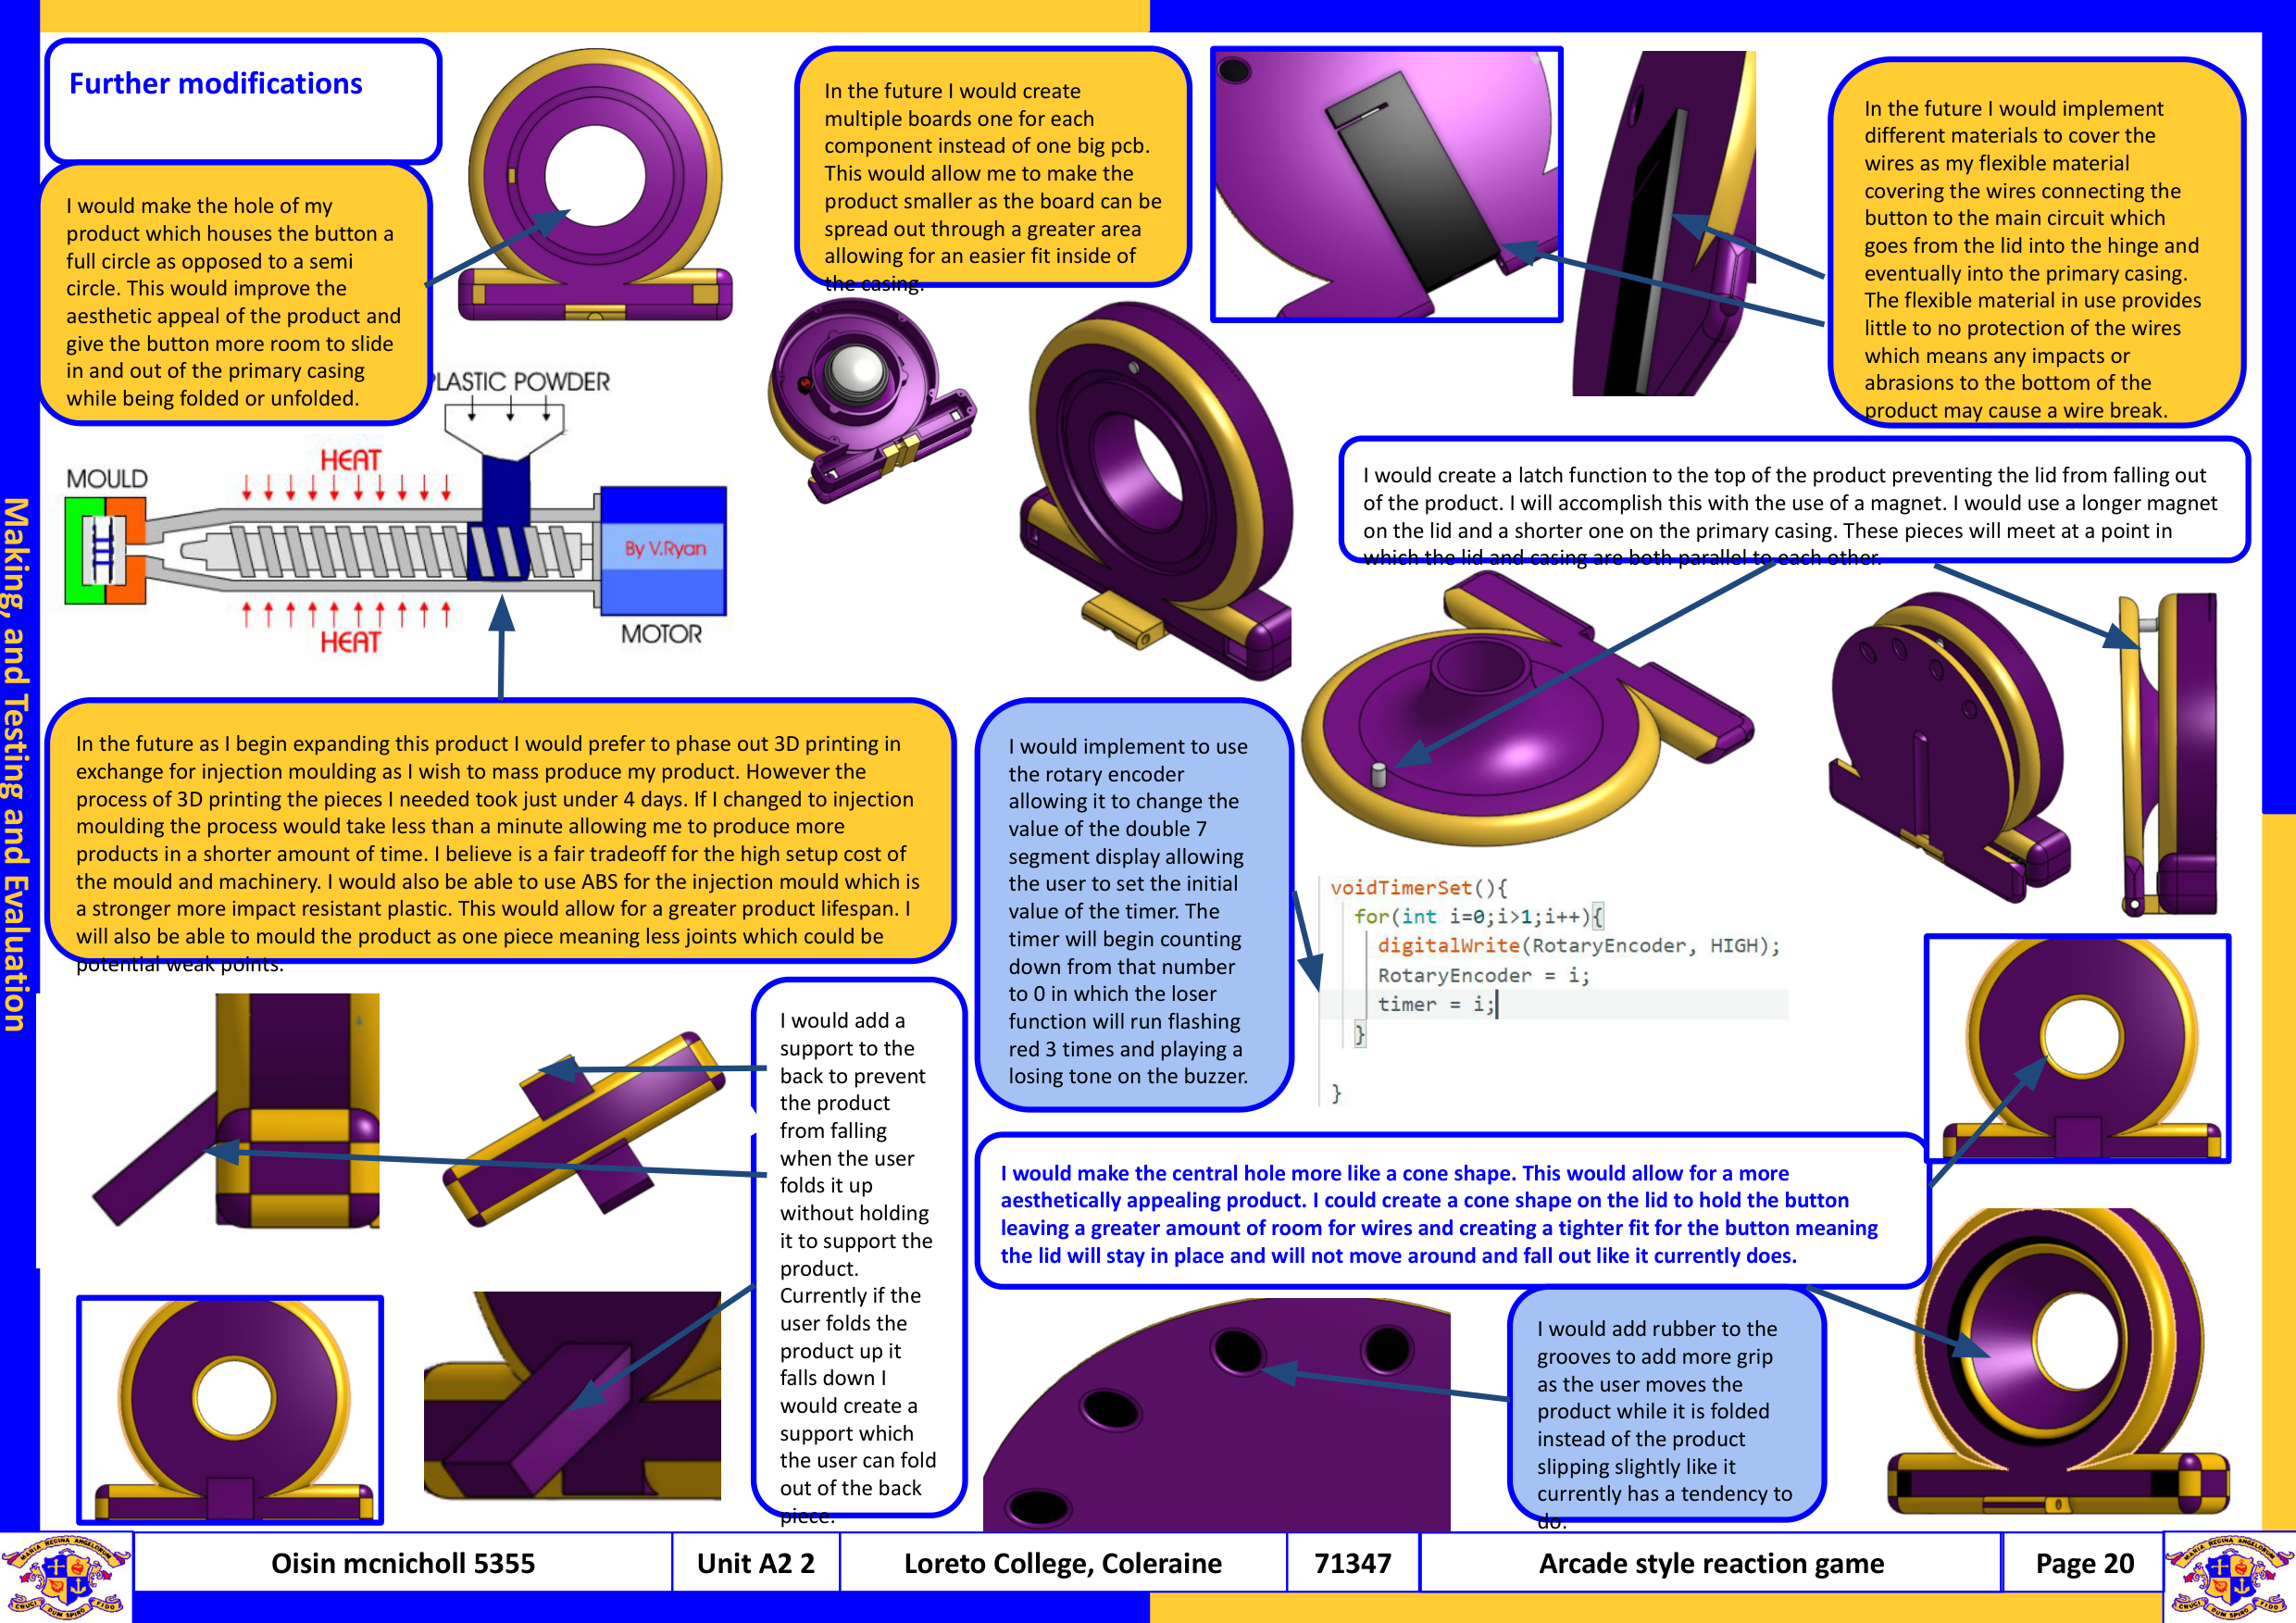 Further modifications
I would make the hole of my
product which houses the button a
full circle as opposed to a semi
circle. This would improve the
aesthetic appeal of the product and
give the button more room to slide
in and out of the primary casing
while being folded or unfolded.
In the future I would create
multiple boards one for each
component instead of one big pcb.
This would allow me to make the
product smaller as the board can be
spread out through a greater area
allowing for an easier fit inside of
the casing.
In the future I would implement
different materials to cover the
wires as my flexible material
covering the wires connecting the
button to the main circuit which
goes from the lid into the hinge and
eventually into the primary casing.
The flexible material in use provides
little to no protection of the wires
which means any impacts or
abrasions to the bottom of the
product may cause a wire break.
PLASTIC POWDER
HEAT
MOULD
By V.Ryan
HEAT
MOTOR
I would create a latch function to the top of the product preventing the lid from falling out
of the product. I will accomplish this with the use of a magnet. I would use a longer magnet
on the lid and a shorter one on the primary casing. These pieces will meet at a point in
which the lid and casing are both parallel to each other.
Making, and Testing and Evaluation
In the future as I begin expanding this product I would prefer to phase out 3D printing in
exchange for injection moulding as I wish to mass produce my product. However the
process of 3D printing the pieces I needed took just under 4 days. If I changed to injection
moulding the process would take less than a minute allowing me to produce more
products in a shorter amount of time. I believe is a fair tradeoff for the high setup cost of
the mould and machinery. I would also be able to use ABS for the injection mould which is
a stronger more impact resistant plastic. This would allow for a greater product lifespan. I
will also be able to mould the product as one piece meaning less joints which could be
potential weak points.
I would implement to use
the rotary encoder
allowing it to change the
value of the double 7
segment display allowing
the user to set the initial
value of the timer. The
timer will begin counting
down from that number
to 0 in which the loser
function will run flashing
red 3 times and playing a
losing tone on the buzzer.
voidTimerSet(){
for(int i=0;i>1;i++){
digitalWrite(RotaryEncoder, HIGH);
RotaryEncoder = i;
timer = i;
}
}
I would add a
support to the
back to prevent
the product
from falling
when the user
folds it up
without holding
it to support the
product.
Currently if the
user folds the
product up it
falls down I
would create a
support which
the user can fold
out of the back
piece.
I would make the central hole more like a cone shape. This would allow for a more
aesthetically appealing product. I could create a cone shape on the lid to hold the button
leaving a greater amount of room for wires and creating a tighter fit for the button meaning
the lid will stay in place and will not move around and fall out like it currently does.
I would add rubber to the
grooves to add more grip
as the user moves the
product while it is folded
instead of the product
slipping slightly like it
currently has a tendency to
do.
MARIA REGINA ANGELORUM
CRUCI DUM SPIRO FIDO
Oisin mcnicholl 5355
Unit A2 2
Loreto College, Coleraine
71347
Arcade style reaction game
Page 20
MARIA REGINA ANGELORUM
CRUCI DUM SPIRO FIDO